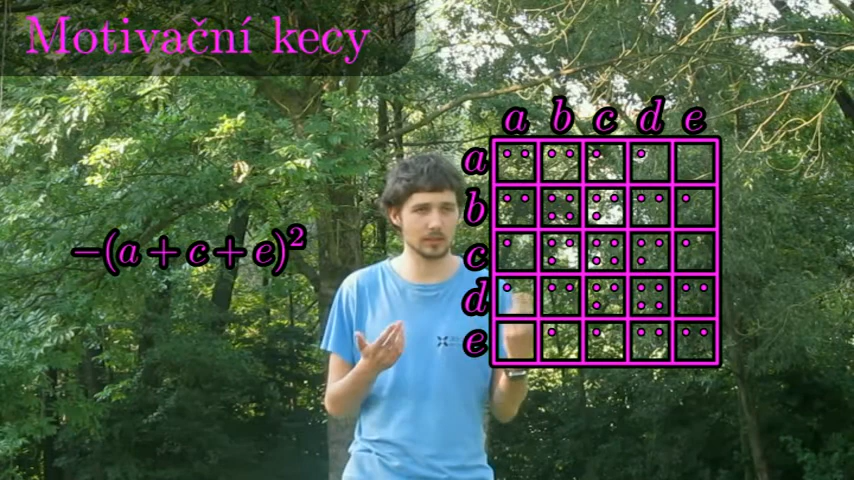 Motivační kecy
a b c d e
a
b
−(a + c + e)²
c
d
e